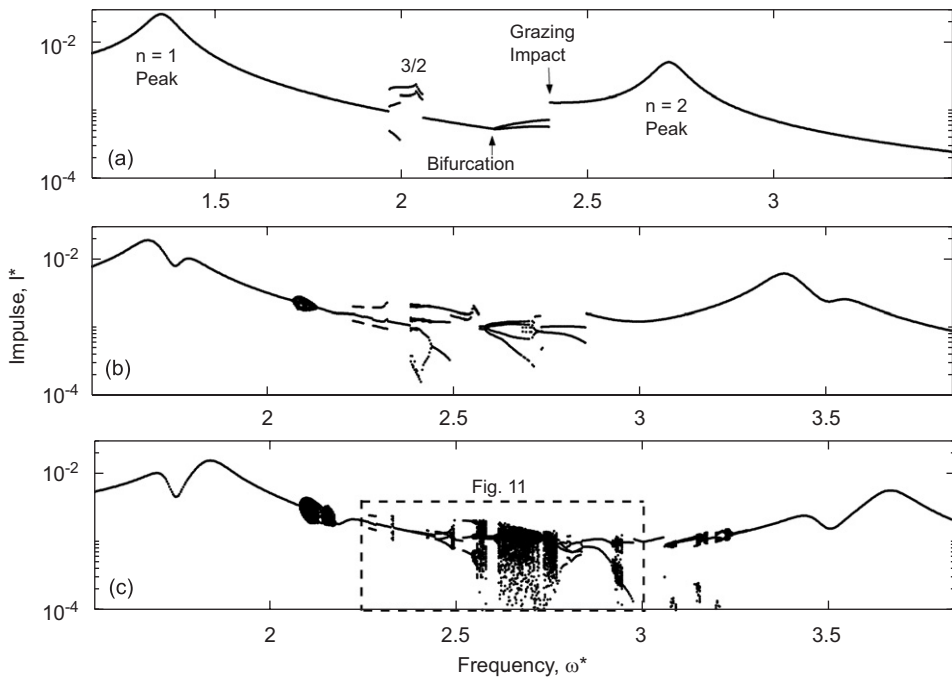 10⁻²
n = 1
Peak
3/2
Grazing
Impact
n = 2
Peak
(a)
Bifurcation
10⁻⁴
1.5
2
2.5
3
Impulse, I*
10⁻²
(b)
10⁻⁴
2
2.5
3
3.5
10⁻²
Fig. 11
(c)
10⁻⁴
2
2.5
3
3.5
Frequency, ω*